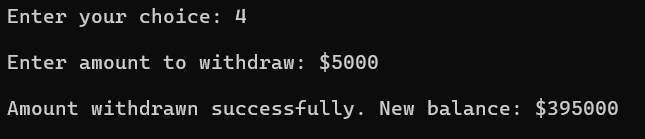 Enter your choice: 4
Enter amount to withdraw: $5000
Amount withdrawn successfully. New balance: $395000